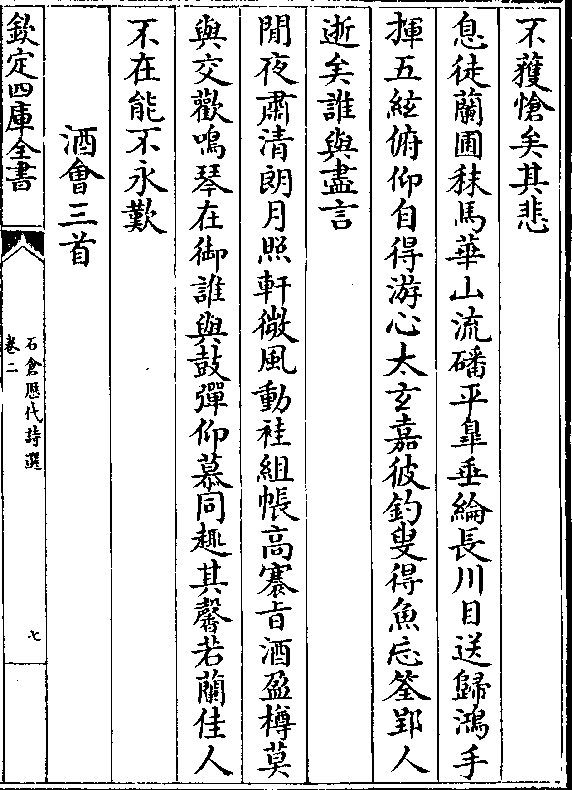 不獲愴矣其悲
息徒蘭圃秣馬華山流磻平臯垂綸長川目送歸鴻手
揮五絃俯仰自得游心太玄嘉彼釣叟得魚忘筌郢人
逝矣誰與盡言
閒夜肅清朗月照軒微風動袿組帳高褰旨酒盈樽莫
與交歡鳴琴在御誰與鼓彈仰慕同趣其馨若蘭佳人
不在能不永歎
酒會三首
欽定四庫全書
石倉歷代詩選
卷二
七